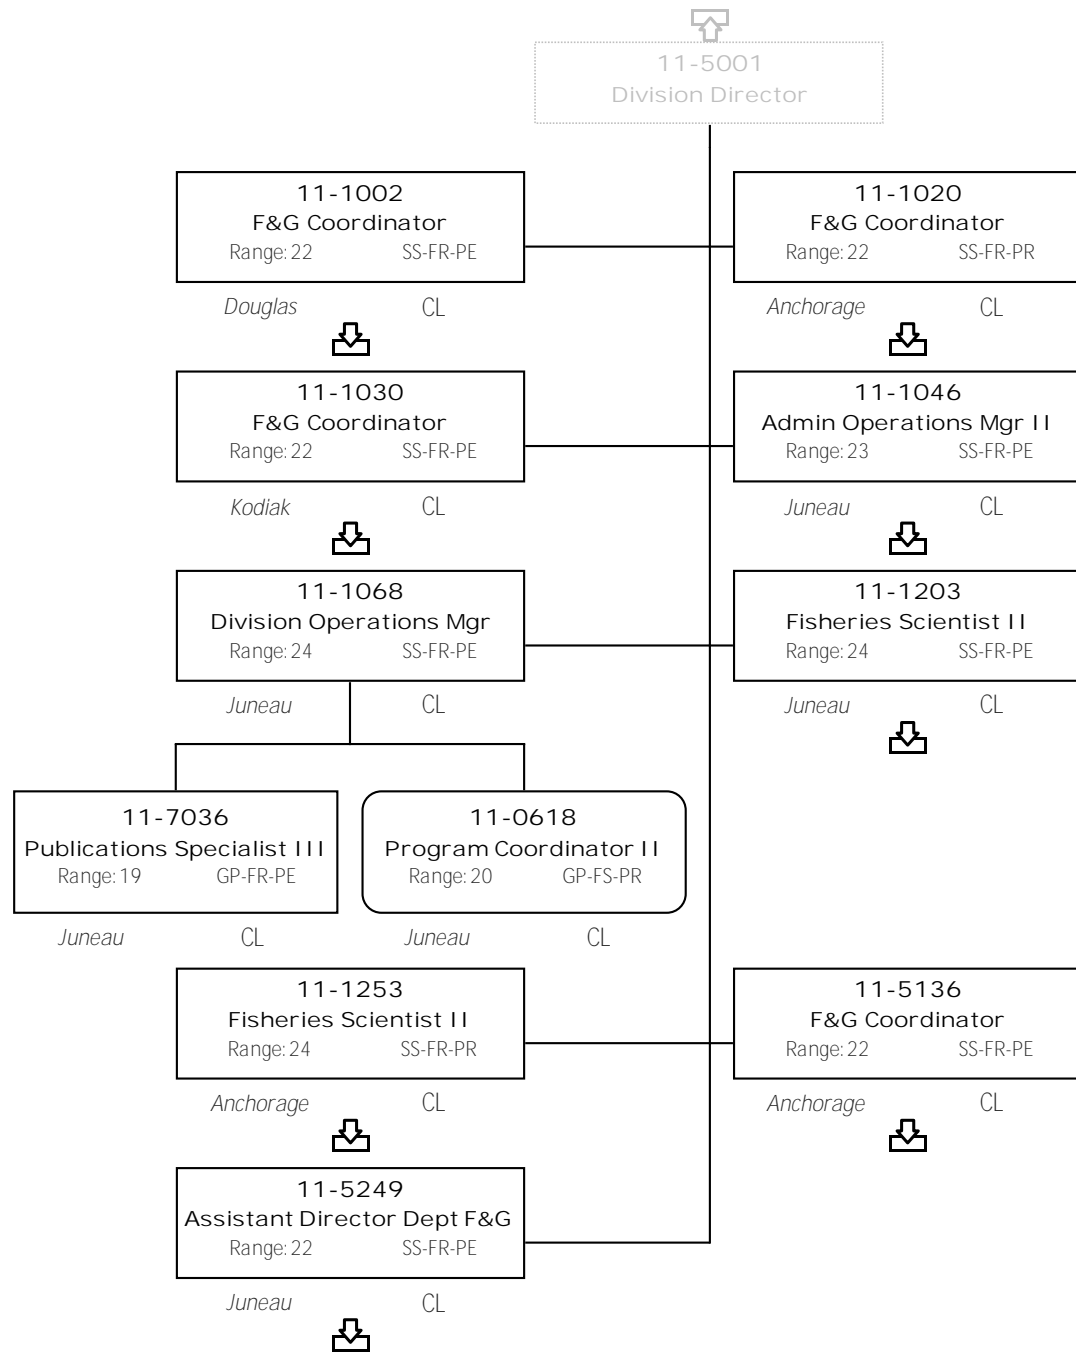 11-5001
Division Director
11-1002
F&G Coordinator
Range: 22 SS-FR-PE
Douglas CL
11-1020
F&G Coordinator
Range: 22 SS-FR-PR
Anchorage CL
11-1030
F&G Coordinator
Range: 22 SS-FR-PE
Kodiak CL
11-1046
Admin Operations Mgr II
Range: 23 SS-FR-PE
Juneau CL
11-1068
Division Operations Mgr
Range: 24 SS-FR-PE
Juneau CL
11-1203
Fisheries Scientist II
Range: 24 SS-FR-PE
Juneau CL
11-7036
Publications Specialist III
Range: 19 GP-FR-PE
Juneau CL
11-0618
Program Coordinator II
Range: 20 GP-FS-PR
Juneau CL
11-1253
Fisheries Scientist II
Range: 24 SS-FR-PR
Anchorage CL
11-5136
F&G Coordinator
Range: 22 SS-FR-PE
Anchorage CL
11-5249
Assistant Director Dept F&G
Range: 22 SS-FR-PE
Juneau CL